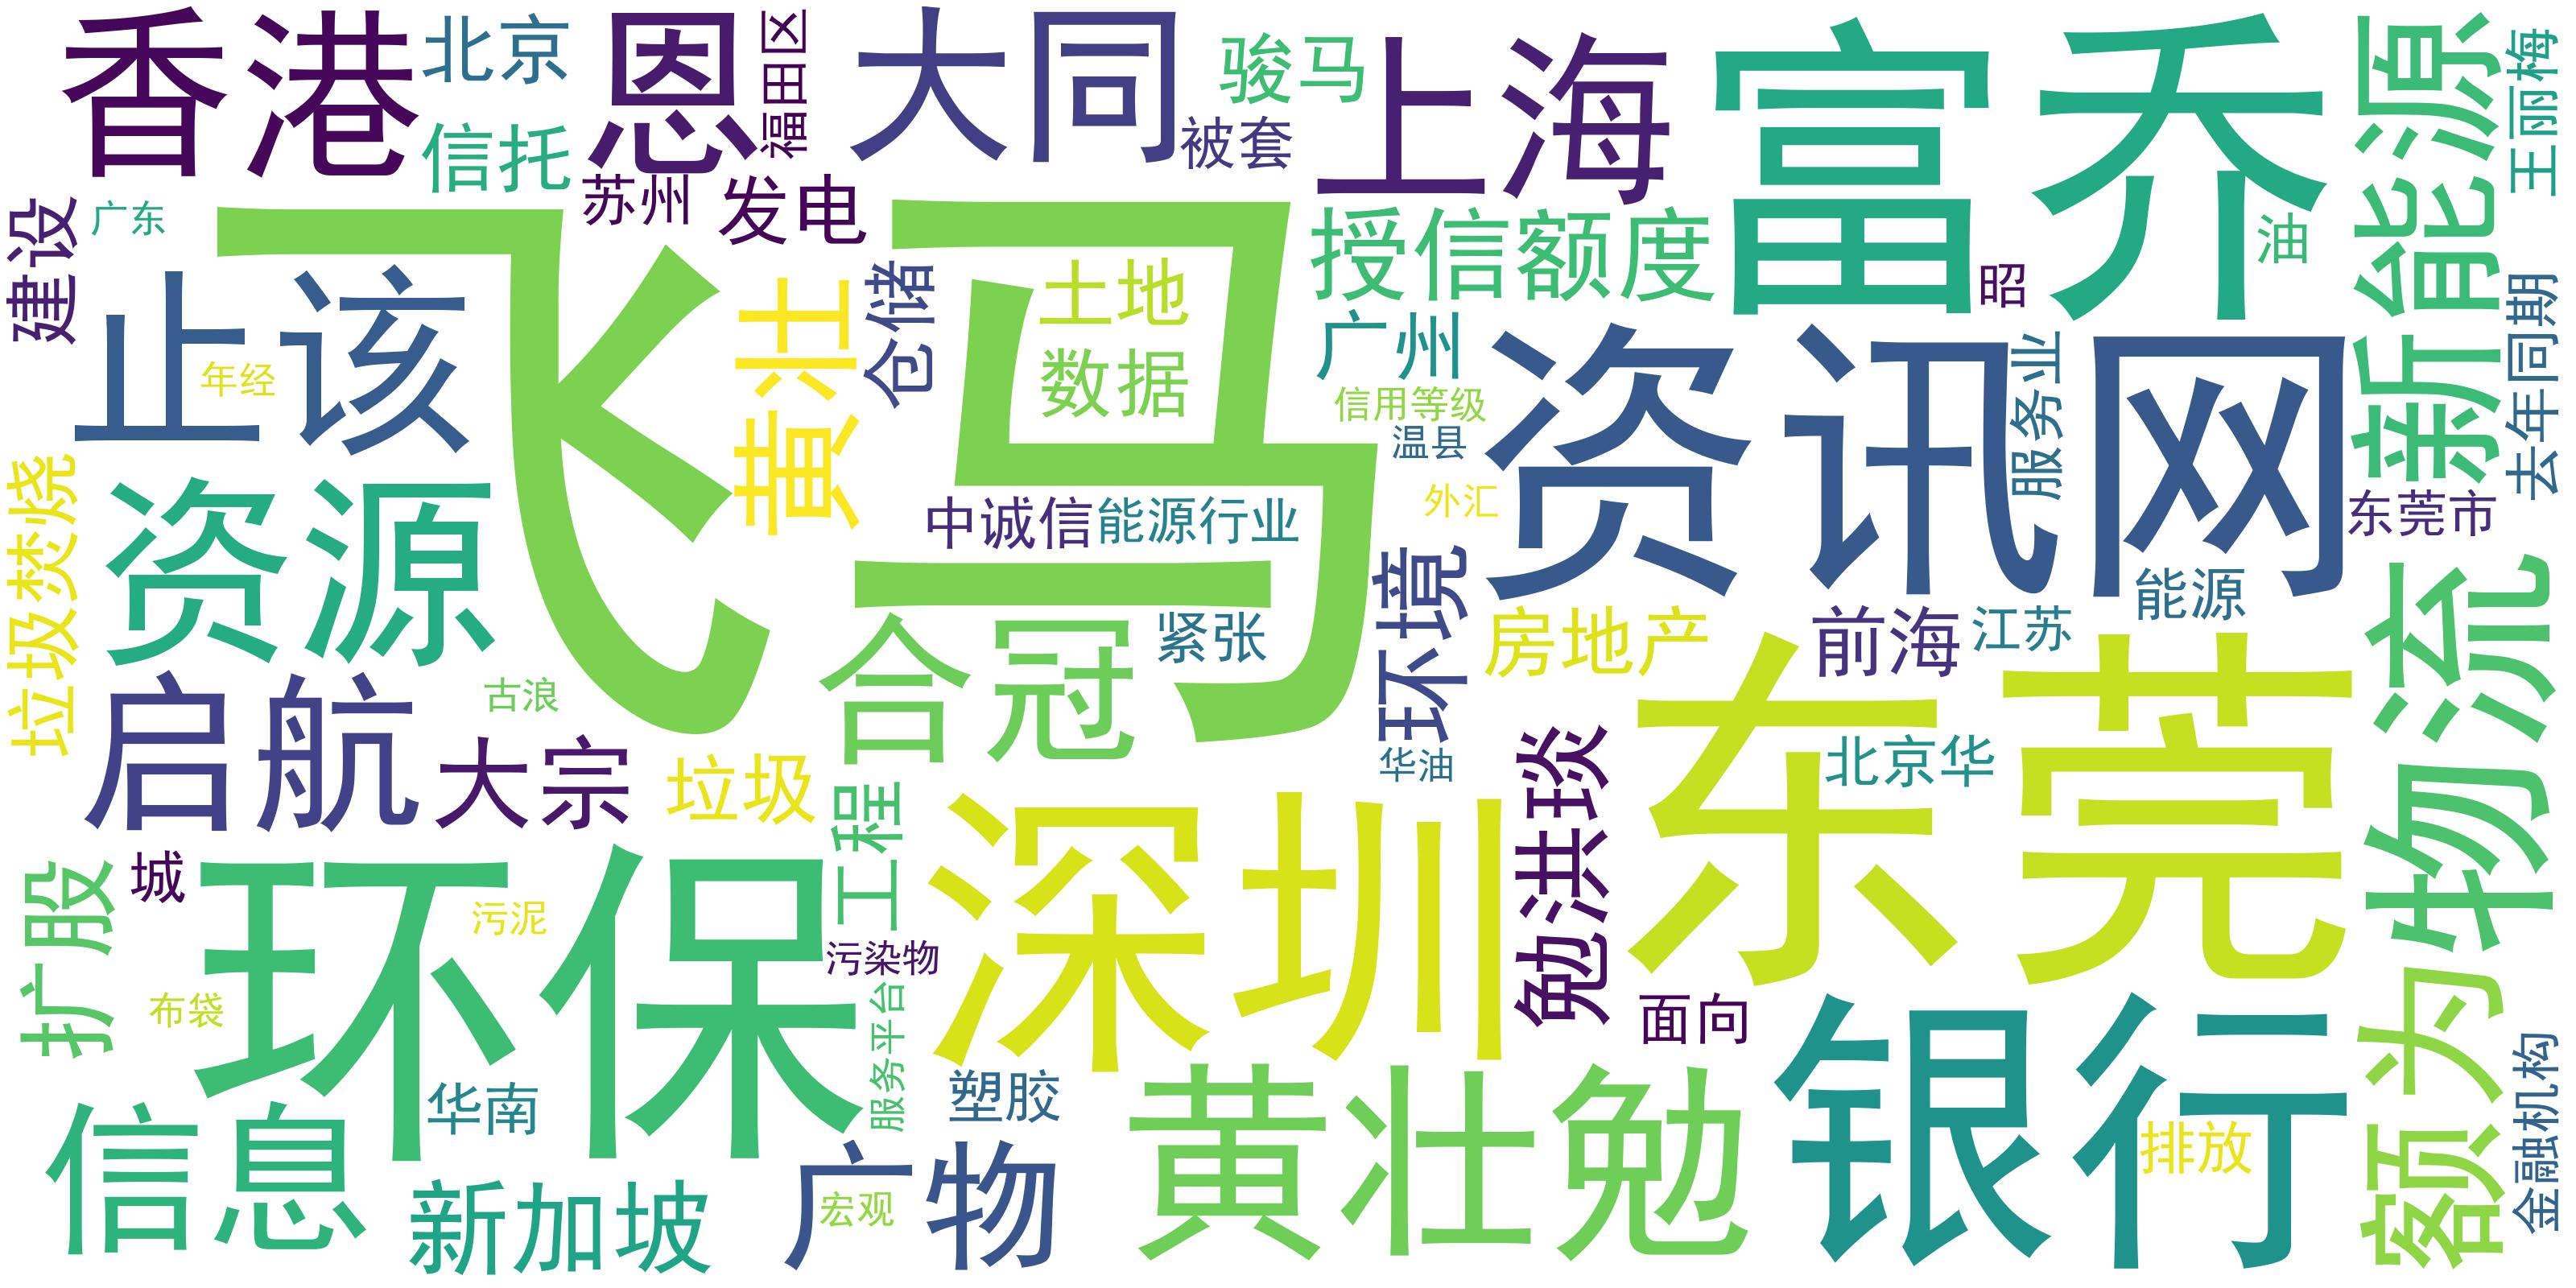 香港
北京
恩
福田区
大同
骏马
上海
富乔
新能源
王丽梅
信托
被套
建设
广东
苏州
发电
飞马
授信额度
油
止该
黄壮
仓储
土地
昭
去年同期
年经
数据
广州
资讯网
服务业
信用等级
温县
垃圾焚烧
资源
中诚信
能源行业
外汇
东莞市
环境
物流
合冠
紧张
房地产
前海
江苏
能源
启航
古浪
东莞
大宗
垃圾
华油
勉洪琰
北京华
工程
深圳
扩股
城
环保
污泥
污染物
额为
布袋
服务平台
面向
银行
信息
华南
塑胶
黄壮勉
排放
金融机构
新加坡
宏观
广物